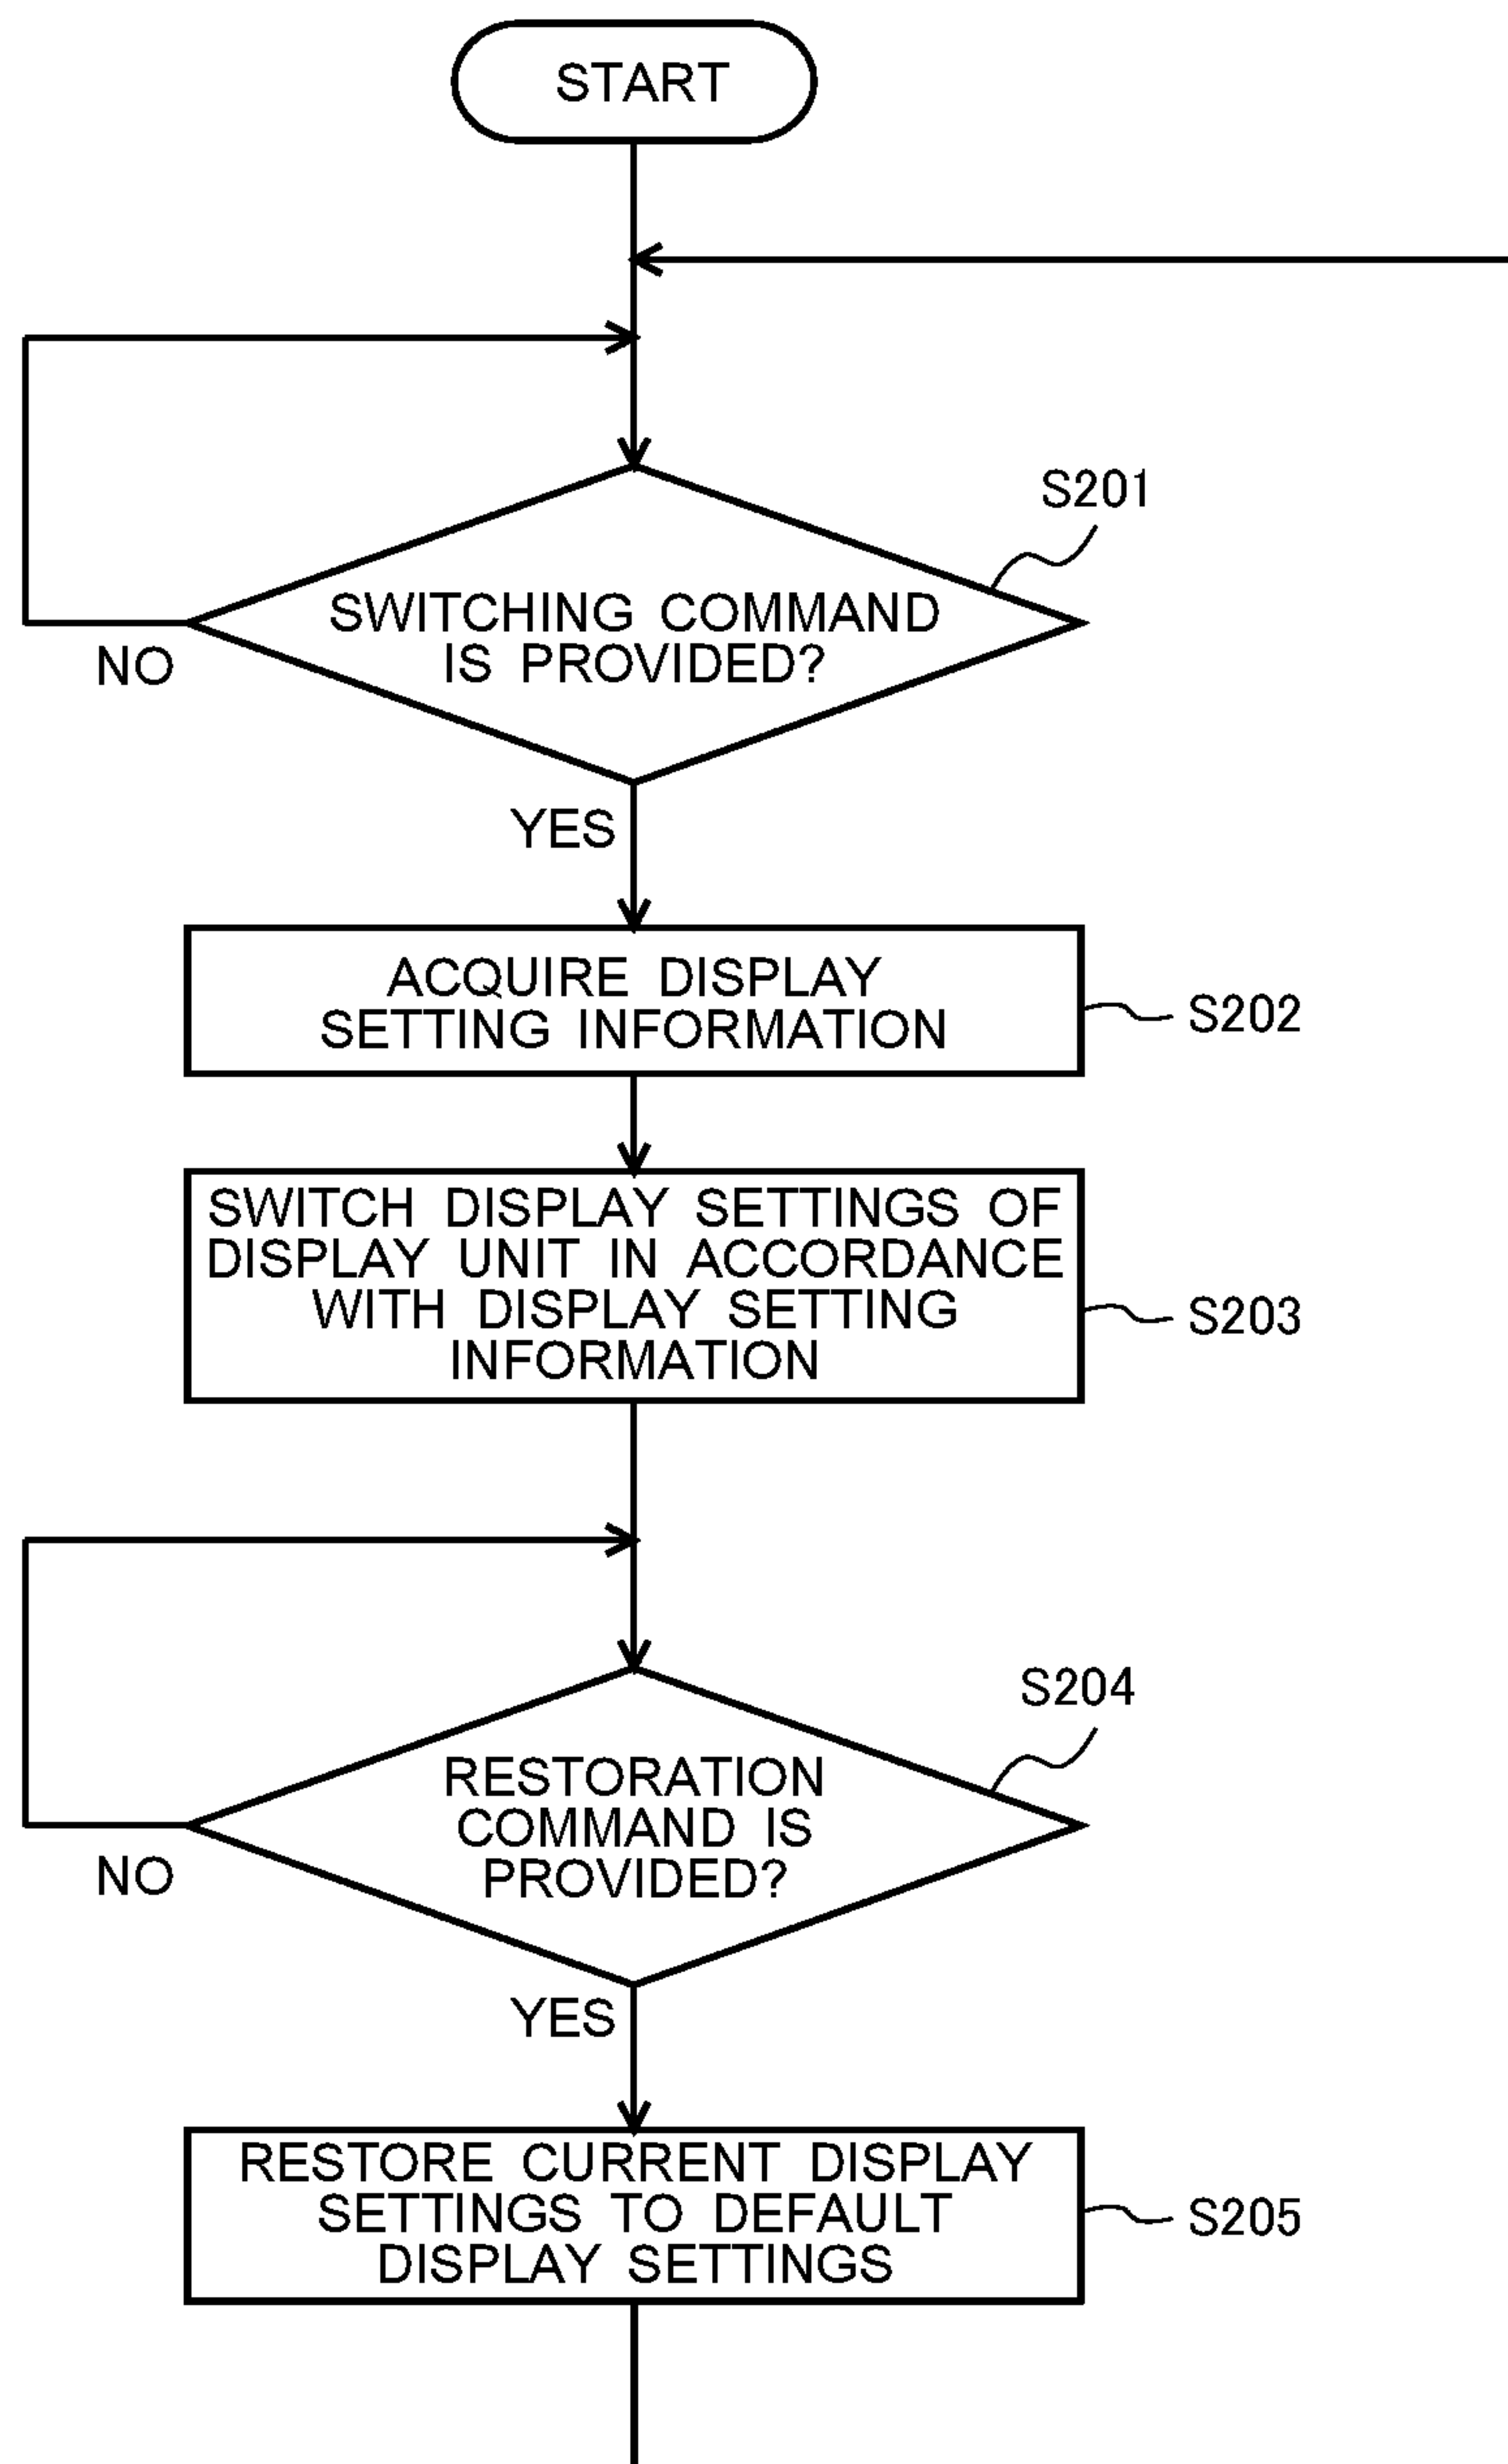 START
S201
SWITCHING COMMAND
IS PROVIDED?
NO
YES
ACQUIRE DISPLAY
SETTING INFORMATION
S202
SWITCH DISPLAY SETTINGS OF
DISPLAY UNIT IN ACCORDANCE
WITH DISPLAY SETTING
INFORMATION
S203
S204
RESTORATION
COMMAND IS
PROVIDED?
NO
YES
RESTORE CURRENT DISPLAY
SETTINGS TO DEFAULT
DISPLAY SETTINGS
S205